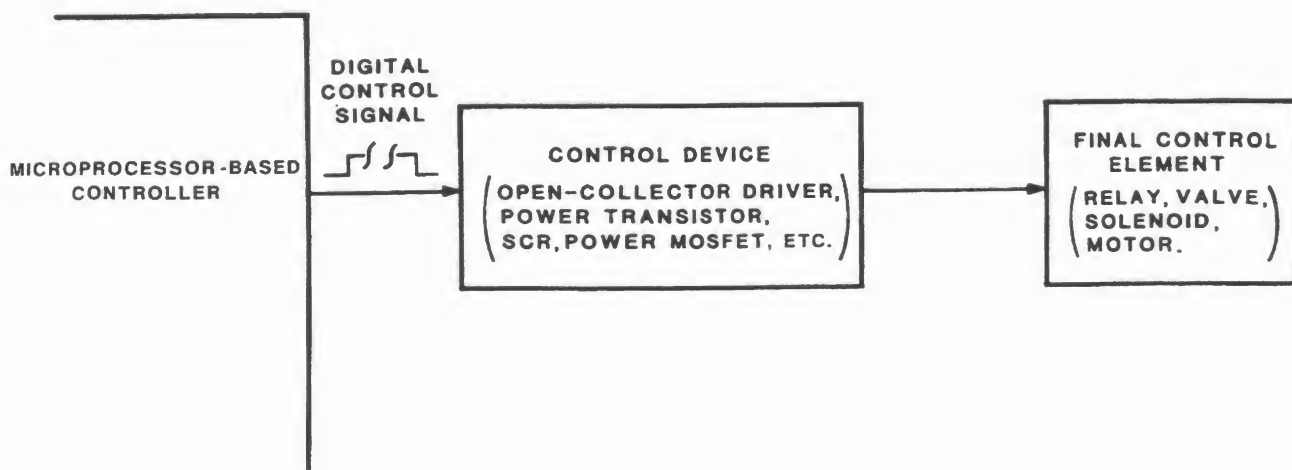 DIGITAL
CONTROL
SIGNAL
MICROPROCESSOR-BASED
CONTROLLER
CONTROL DEVICE
(OPEN-COLLECTOR DRIVER,
POWER TRANSISTOR,
SCR, POWER MOSFET, ETC.)
FINAL CONTROL
ELEMENT
(RELAY, VALVE,
SOLENOID,
MOTOR.)